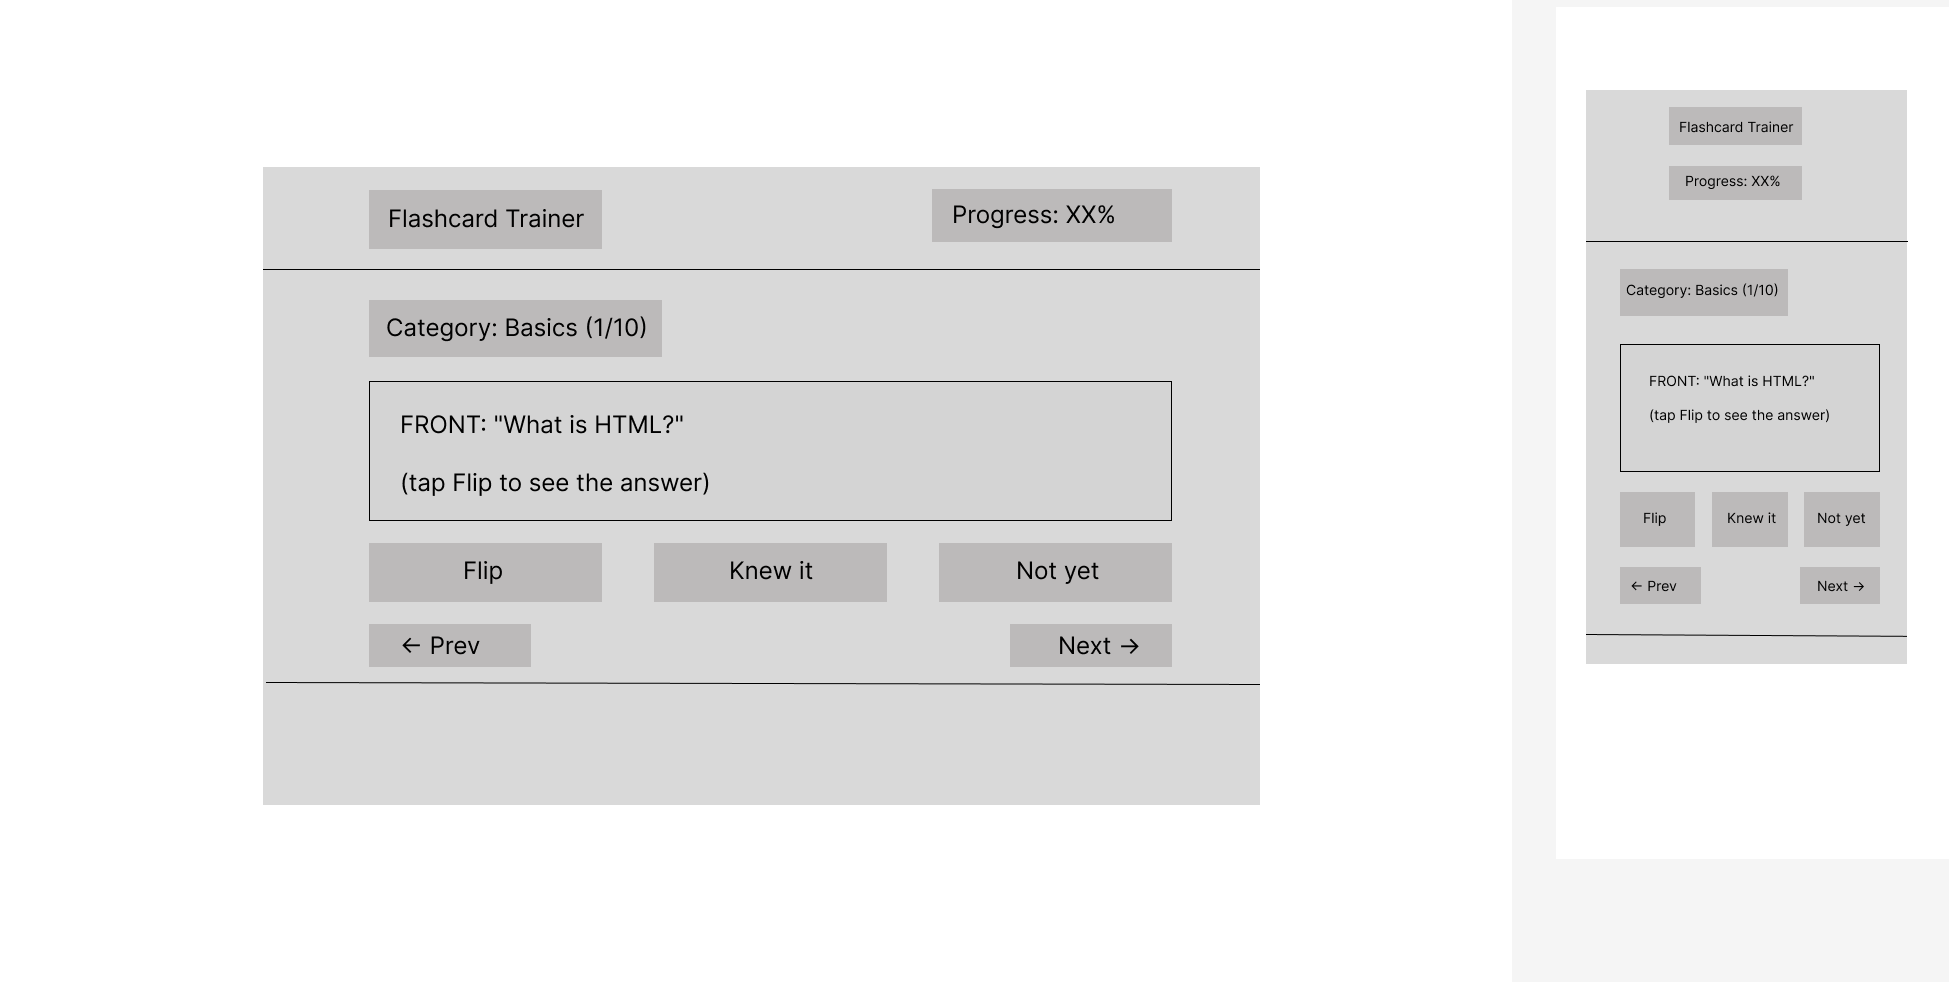 Flashcard Trainer
Progress: XX%
Category: Basics (1/10)
FRONT: "What is HTML?"
(tap Flip to see the answer)
Flip
Knew it
Not yet
← Prev
Next →
Flashcard Trainer
Progress: XX%
Category: Basics (1/10)
FRONT: "What is HTML?"
(tap Flip to see the answer)
Flip
Knew it
Not yet
← Prev
Next →